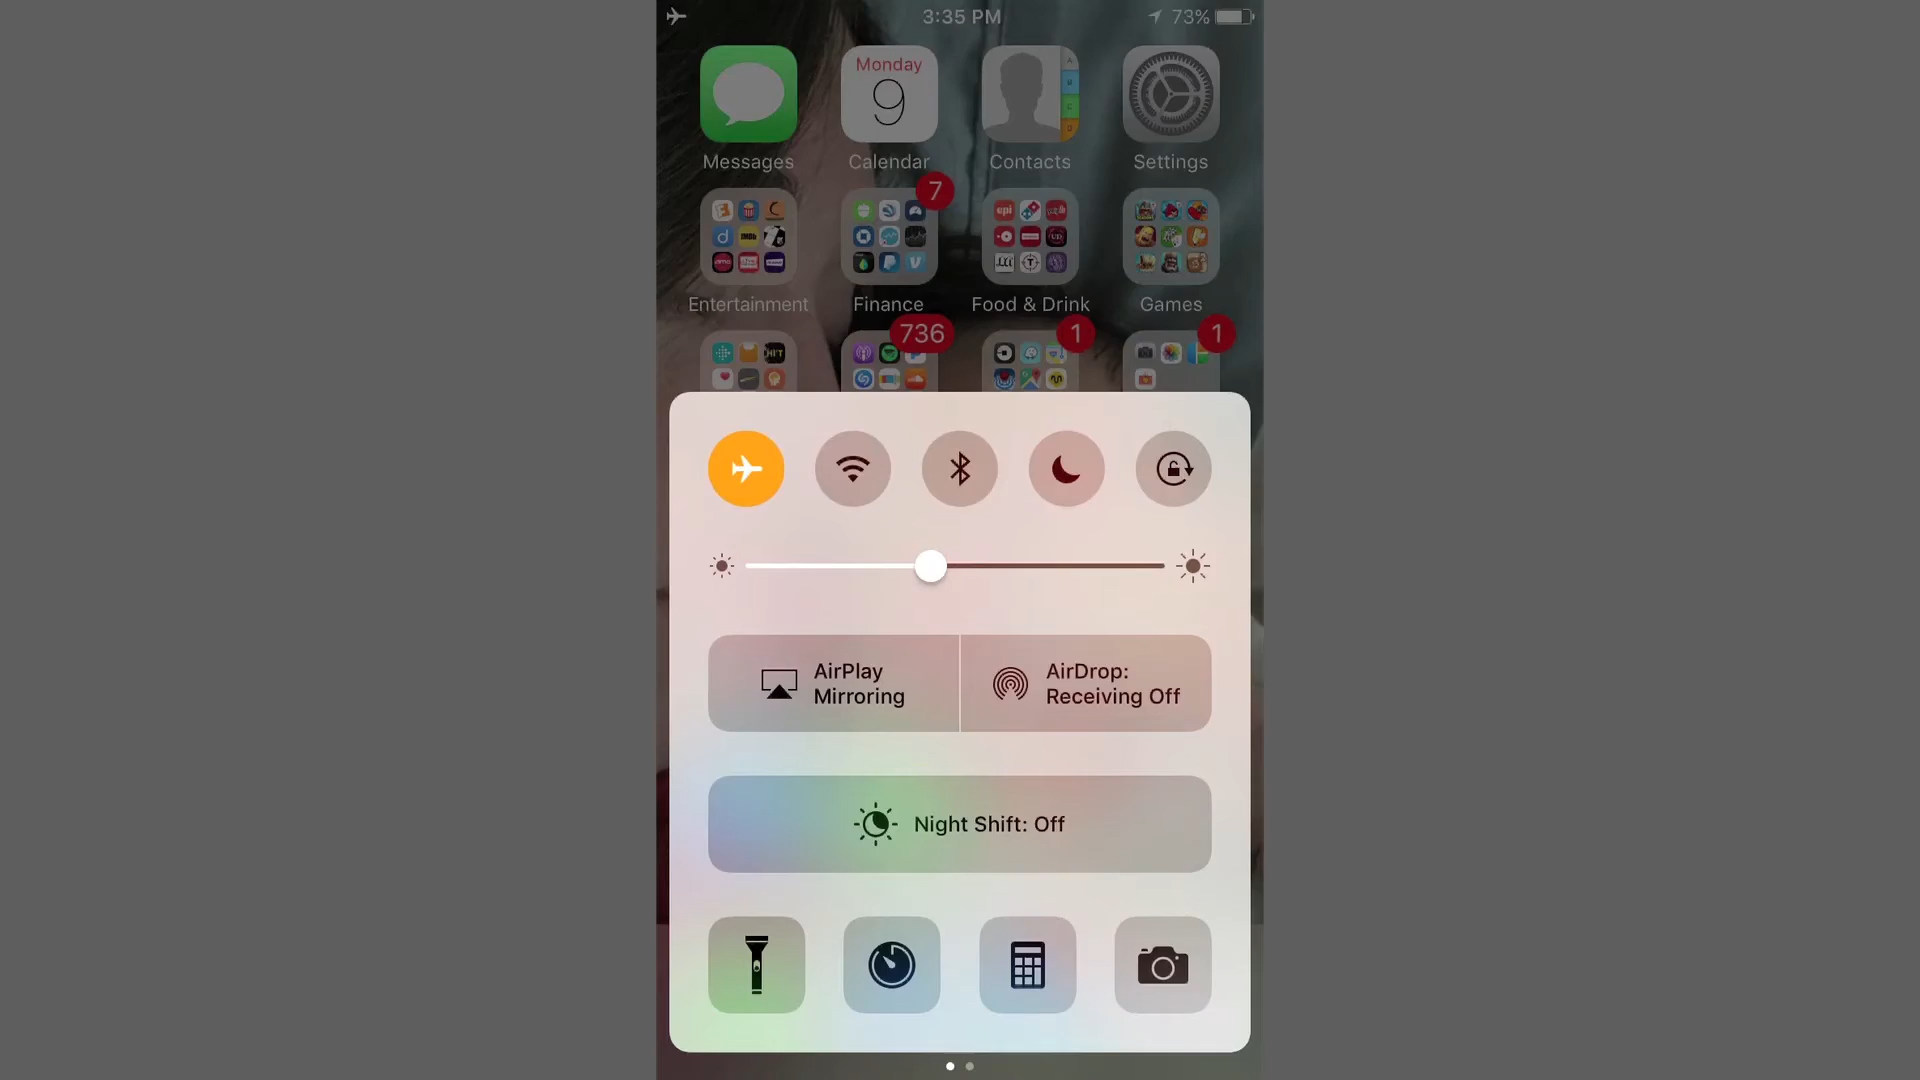 3:35 PM
73%
Monday
9
Messages
Calendar
Contacts
Settings
7
Entertainment
Finance
Food & Drink
Games
736
1
1
AirPlay
Mirroring
AirDrop:
Receiving Off
Night Shift: Off